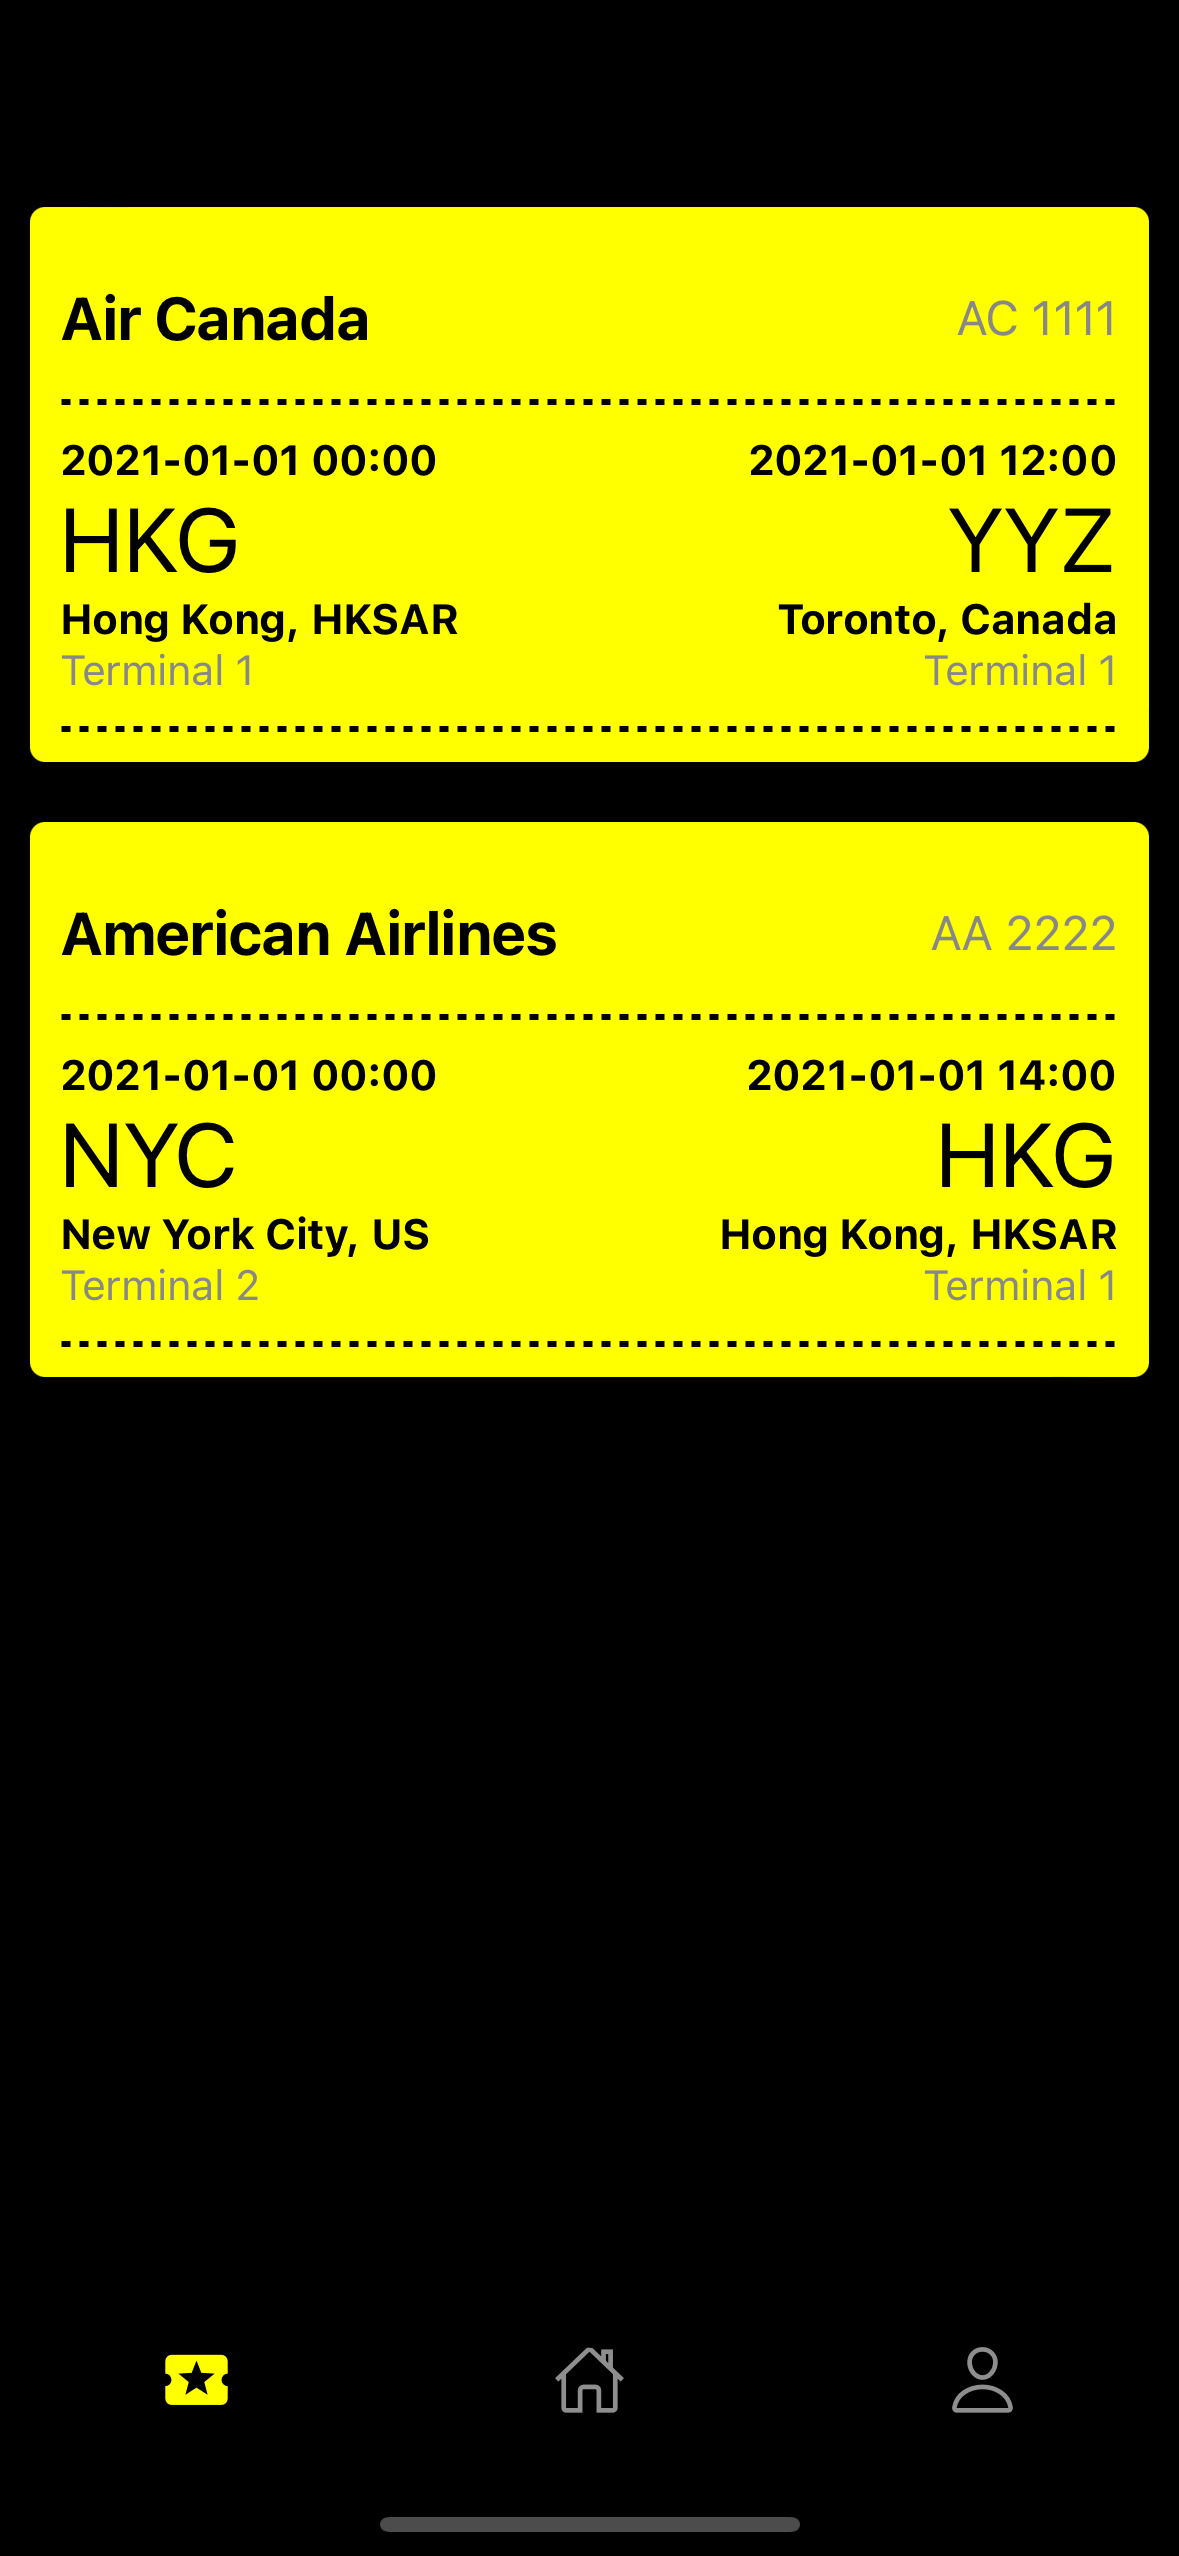 Air Canada AC 1111
2021-01-01 00:00 2021-01-01 12:00
HKG YYZ
Hong Kong, HKSAR Toronto, Canada
Terminal 1 Terminal 1
American Airlines AA 2222
2021-01-01 00:00 2021-01-01 14:00
NYC HKG
New York City, US Hong Kong, HKSAR
Terminal 2 Terminal 1